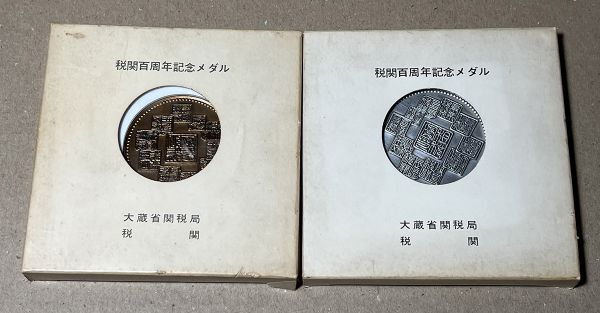 税関百周年記念メダル
大蔵省関税局
税 関
税関百周年記念メダル
大蔵省関税局
税 関